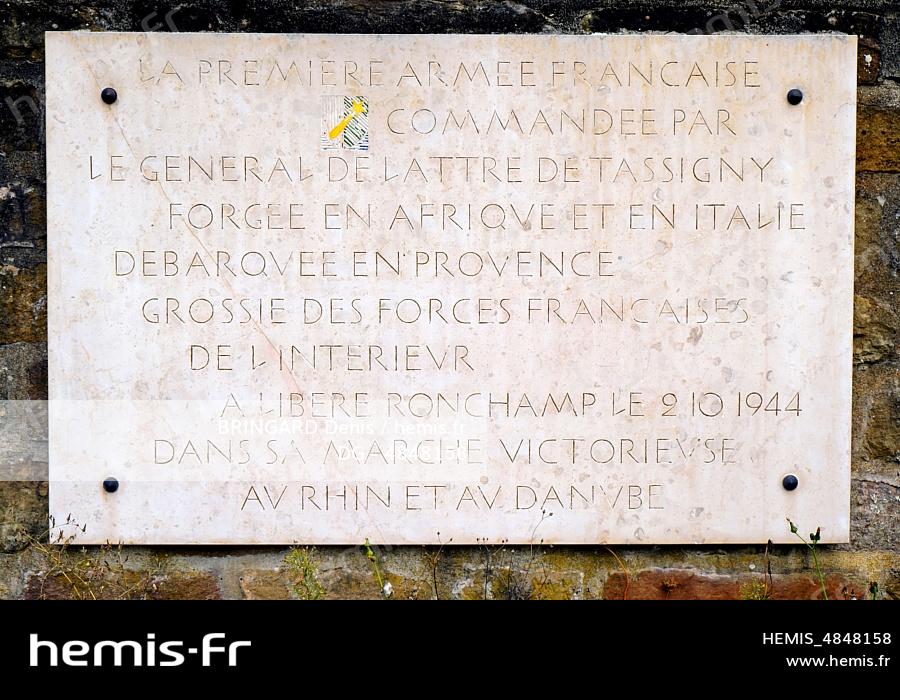 LA PREMIERE ARMEE FRANCAISE
COMMANDEE PAR
LE GENERAL DE LATTRE DE TASSIGNY
FORGEE EN AFRIQVE ET EN ITALIE
DEBARQVEE EN PROVENCE
GROSSIE DES FORCES FRANCAISES
DE L INTERIEVR
A LIBERE RONCHAMP LE 2 10 1944
BRINGARD Denis / hemis.fr
DANS SA MARCHE VICTORIEVSE
AV RHIN ET AV DANVBE
hemis-fr
HEMIS_4848158
www.hemis.fr